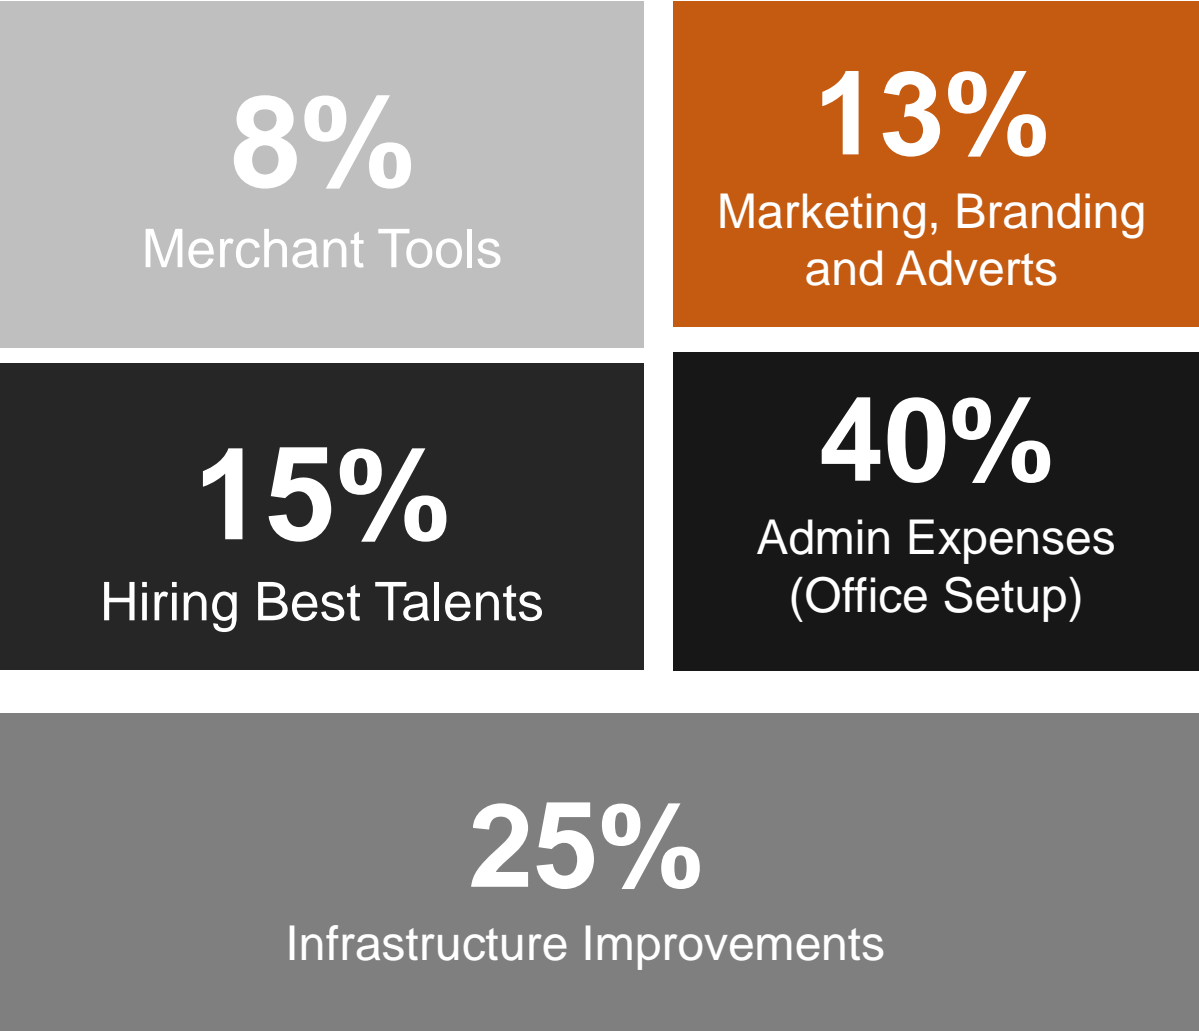 8%
Merchant Tools
13%
Marketing, Branding
and Adverts
15%
Hiring Best Talents
40%
Admin Expenses
(Office Setup)
25%
Infrastructure Improvements